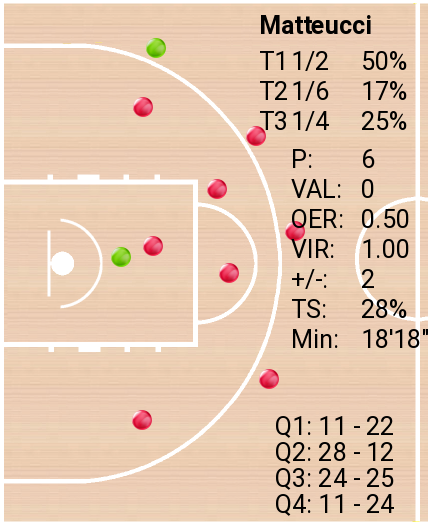 Matteucci
T1 1/2 50%
T2 1/6 17%
T3 1/4 25%
P: 6
VAL: 0
OER: 0.50
VIR: 1.00
+/-: 2
TS: 28%
Min: 18'18"
Q1: 11 - 22
Q2: 28 - 12
Q3: 24 - 25
Q4: 11 - 24